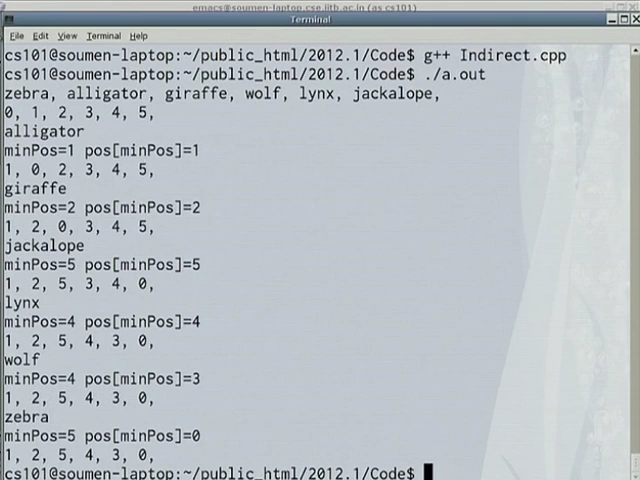 emacs@soumen-laptop.cse.iitb.ac.in (as cs101)
Terminal
File Edit View Terminal Help
cs101@soumen-laptop:~/public_html/2012.1/Code$ g++ Indirect.cpp
cs101@soumen-laptop:~/public_html/2012.1/Code$ ./a.out
zebra, alligator, giraffe, wolf, lynx, jackalope,
0, 1, 2, 3, 4, 5,
alligator
minPos=1 pos[minPos]=1
1, 0, 2, 3, 4, 5,
giraffe
minPos=2 pos[minPos]=2
1, 2, 0, 3, 4, 5,
jackalope
minPos=5 pos[minPos]=5
1, 2, 5, 3, 4, 0,
lynx
minPos=4 pos[minPos]=4
1, 2, 5, 4, 3, 0,
wolf
minPos=4 pos[minPos]=3
1, 2, 5, 4, 3, 0,
zebra
minPos=5 pos[minPos]=0
1, 2, 5, 4, 3, 0,
cs101@soumen-laptop:~/public_html/2012.1/Code$